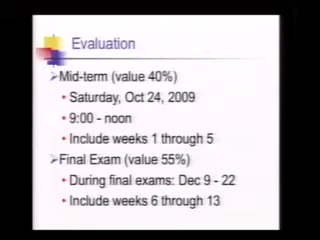 Evaluation
Mid-term (value 40%)
Saturday, Oct 24, 2009
9:00 - noon
Include weeks 1 through 5
Final Exam (value 55%)
During final exams: Dec 9 - 22
Include weeks 6 through 13